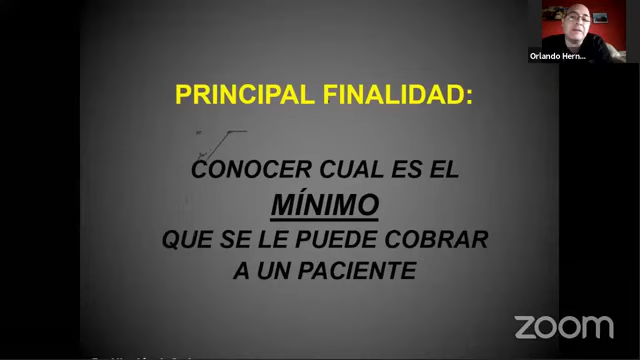 PRINCIPAL FINALIDAD:
CONOCER CUAL ES EL
MÍNIMO
QUE SE LE PUEDE COBRAR
A UN PACIENTE
Orlando Hern...
zoom